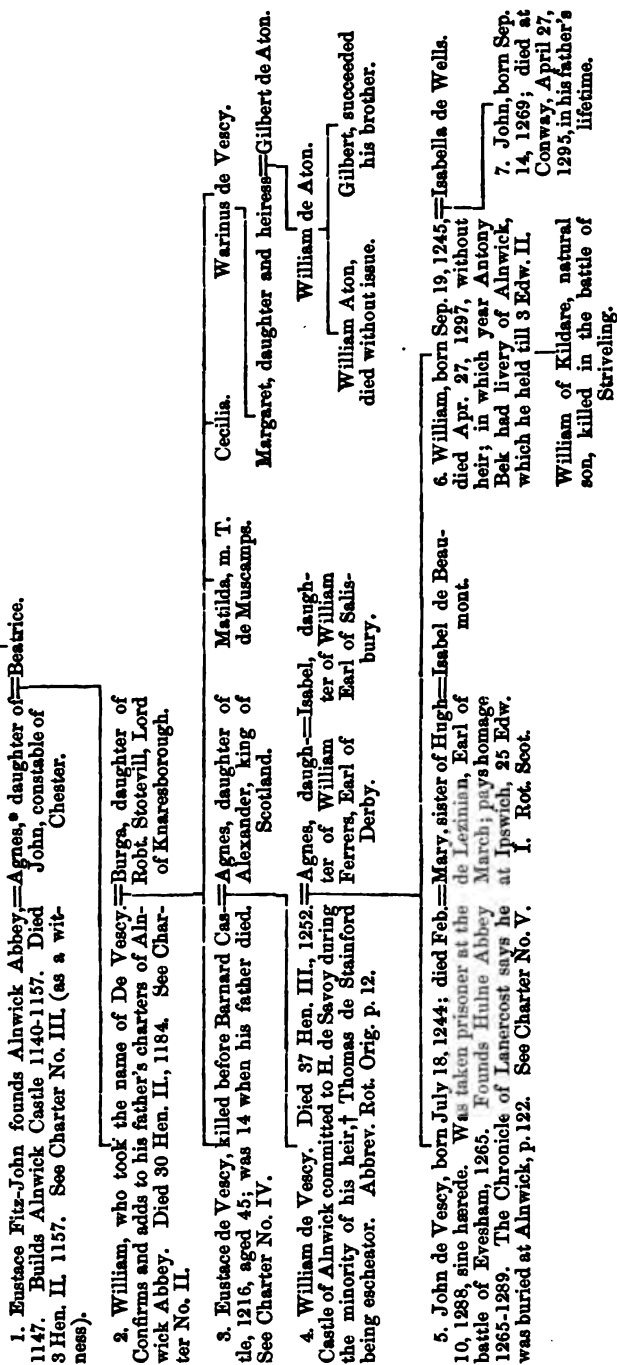 1. Eustace Fitz-John founds Alnwick Abbey,=Agnes,* daughter of=Beatrice.
1147. Builds Alnwick Castle 1140-1157. Died John, constable of
3 Hen. II. 1157. See Charter No. III. (as a wit- Chester.
ness).
2. William, who took the name of De Vescy.=Burga, daughter of
Confirms and adds to his father's charters of Aln- Robt. Stotevill, Lord
wick Abbey. Died 30 Hen. II., 1184. See Char- of Knaresborough.
ter No. II.
3. Eustace de Vescy, killed before Barnard Cas-=Agnes, daughter of
tle, 1216, aged 45; was 14 when his father died. Alexander, king of
See Charter No. IV. Scotland.
Matilda, m. T.
de Muscamps.
Cecilia.
Warinus de Vescy.
Margaret, daughter and heiress=Gilbert de Aton.
William de Aton.
William Aton,
died without issue.
Gilbert, succeeded
his brother.
4. William de Vescy. Died 37 Hen. III., 1252.=Agnes, daugh-=Isabel, daugh-
Castle of Alnwick committed to H. de Savoy during ter of William ter of William
the minority of his heir,† Thomas de Stainford Ferrers, Earl of Earl of Salis-
being escheator. Abbrev. Rot. Orig. p. 12. Derby. bury.
5. John de Vescy, born July 18, 1244; died Feb.=Mary, sister of Hugh=Isabel de Beau-
10, 1288, sine hærede. Was taken prisoner at the de Lezinian, Earl of mont.
battle of Evesham, 1265. Founds Hulne Abbey March; pays homage
1265-1289. The Chronicle of Lanercost says he at Ipswich, 25 Edw.
was buried at Alnwick, p. 122. See Charter No. V. I. Rot. Scot.
6. William, born Sep. 19, 1245,=Isabella de Wells.
died Apr. 27, 1297, without
heir; in which year Antony
Bek had livery of Alnwick,
which he held till 3 Edw. II.
William of Kildare, natural
son, killed in the battle of
Striveling.
7. John, born Sep.
14, 1269; died at
Conway, April 27,
1295, in his father's
lifetime.